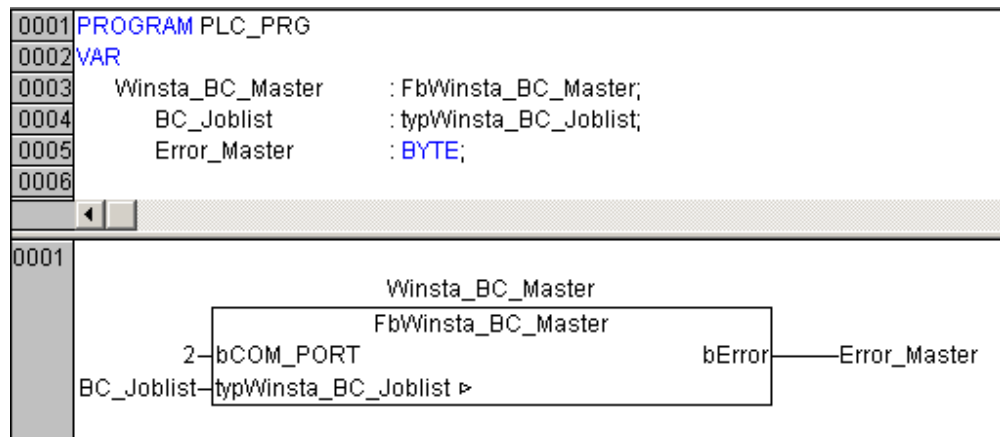 0001 PROGRAM PLC_PRG
0002 VAR
0003 Winsta_BC_Master : FbWinsta_BC_Master;
0004 BC_Joblist : typWinsta_BC_Joblist;
0005 Error_Master : BYTE;
0006
0001
Winsta_BC_Master
FbWinsta_BC_Master
2 bCOM_PORT bError Error_Master
BC_Joblist typWinsta_BC_Joblist ▹